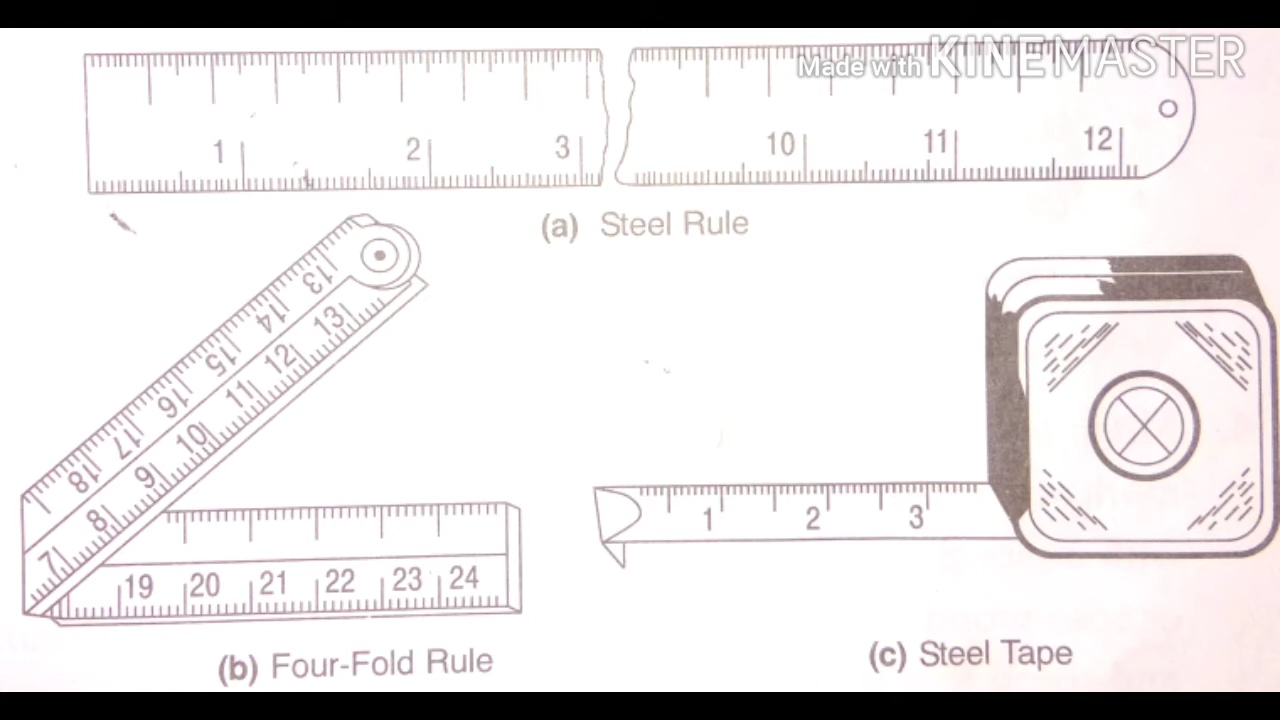 Made with KINEMASTER
1 2 3 10 11 12
(a) Steel Rule
13 14 15 16 17 18
7 8 9 10 11 12 13
19 20 21 22 23 24
(b) Four-Fold Rule
1 2 3
(c) Steel Tape